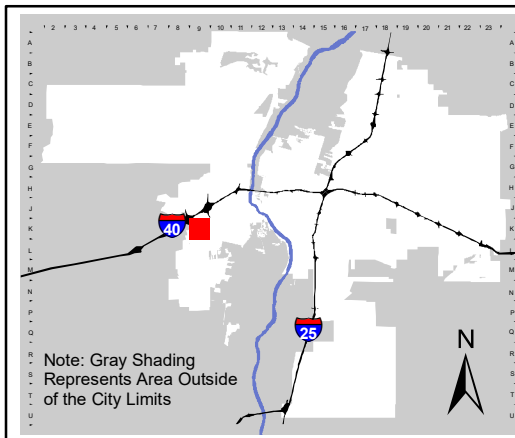 2 3 4 5 6 7 8 9 10 11 12 13 14 15 16 17 18 19 20 21 22 23
A A
B B
C C
D D
E E
F F
G G
H H
J J
K K
40
L L
M M
N N
P P
Q Q
25
N
Note: Gray Shading
Represents Area Outside
of the City Limits
R R
S S
T T
U U